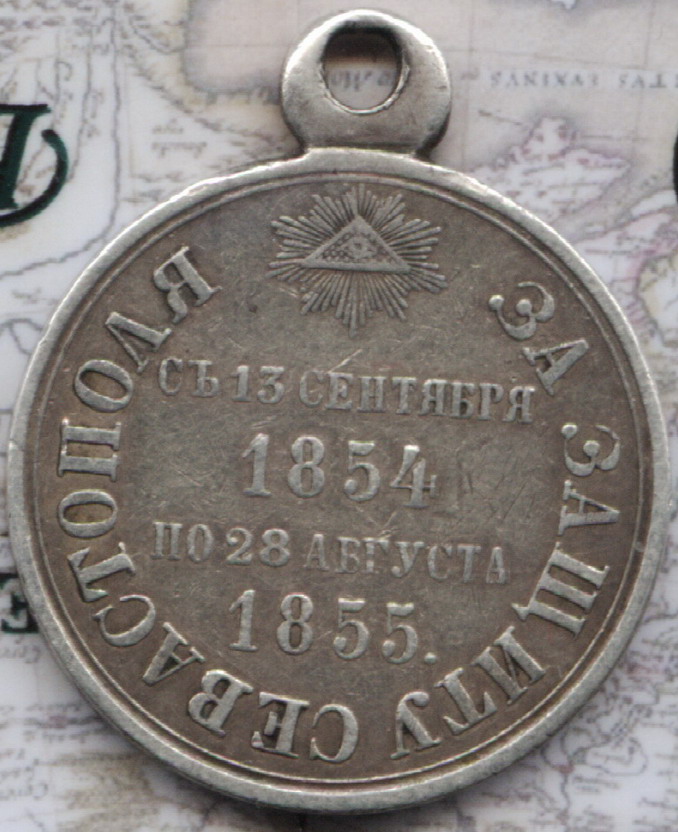 ЗА ЗАЩИТУ СЕВАСТОПОЛЯ
СЪ 13 СЕНТЯБРЯ
1854
ПО 28 АВГУСТА
1855.